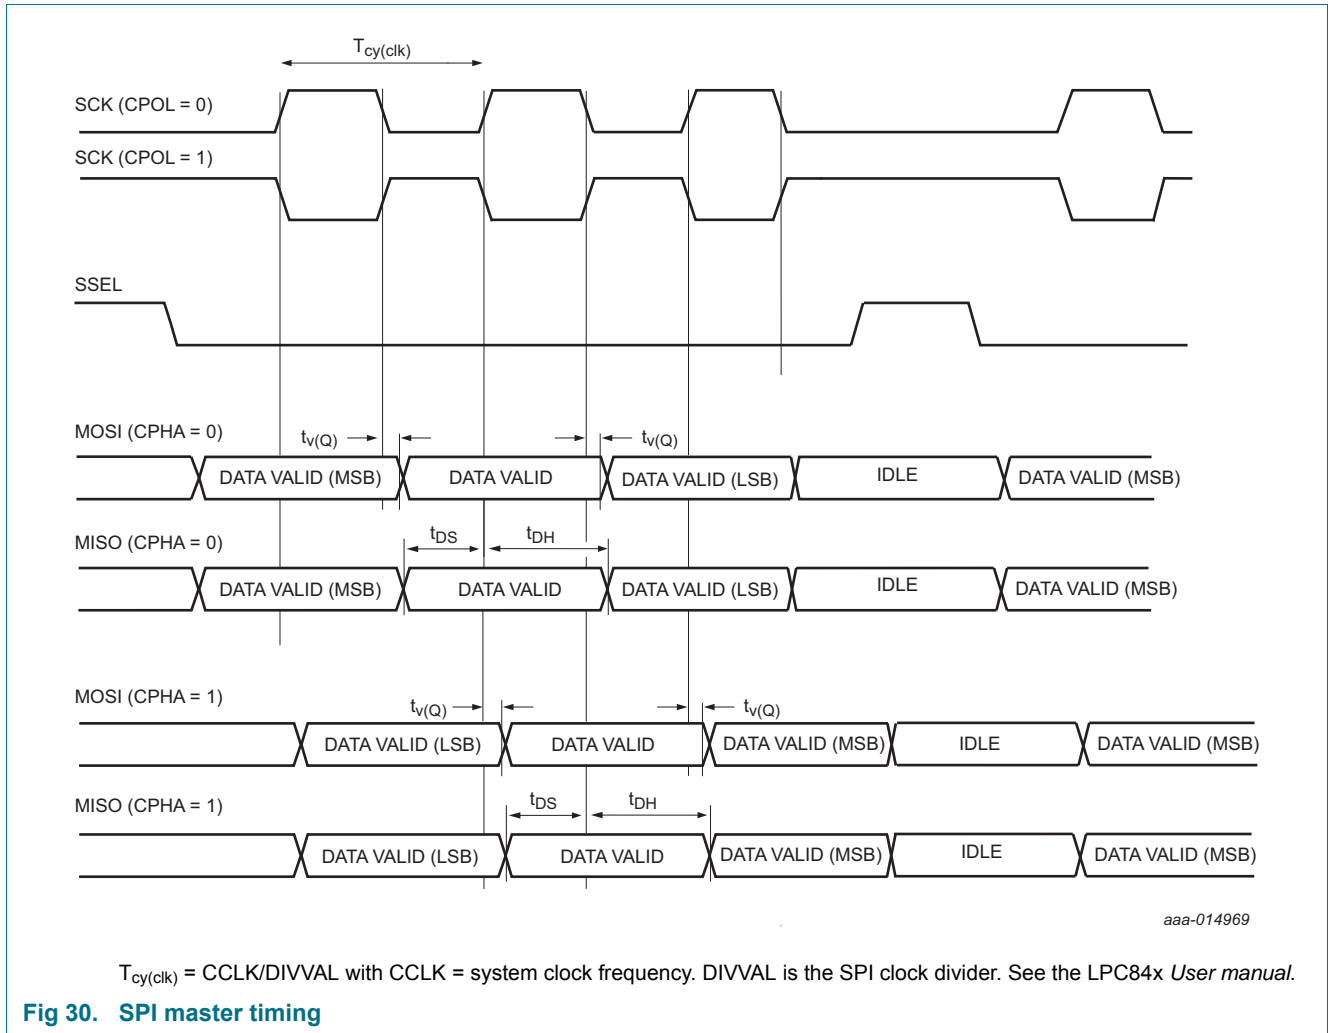 Tcy(clk)
SCK (CPOL = 0)
SCK (CPOL = 1)
SSEL
MOSI (CPHA = 0)
tv(Q)
tv(Q)
DATA VALID (MSB)
DATA VALID
DATA VALID (LSB)
IDLE
DATA VALID (MSB)
MISO (CPHA = 0)
tDS
tDH
DATA VALID (MSB)
DATA VALID
DATA VALID (LSB)
IDLE
DATA VALID (MSB)
MOSI (CPHA = 1)
tv(Q)
tv(Q)
DATA VALID (LSB)
DATA VALID
DATA VALID (MSB)
IDLE
DATA VALID (MSB)
MISO (CPHA = 1)
tDS
tDH
DATA VALID (LSB)
DATA VALID
DATA VALID (MSB)
IDLE
DATA VALID (MSB)
aaa-014969
Tcy(clk) = CCLK/DIVVAL with CCLK = system clock frequency. DIVVAL is the SPI clock divider. See the LPC84x User manual.
Fig 30. SPI master timing